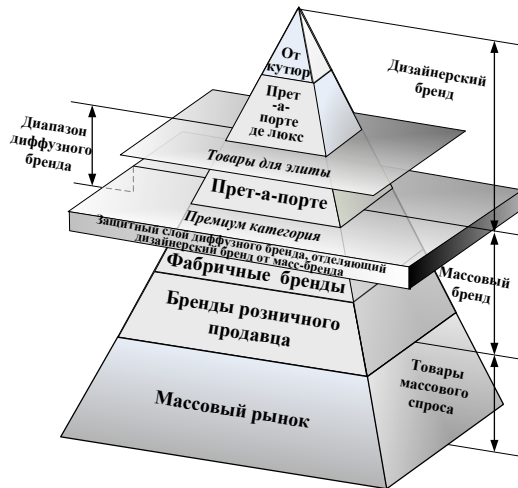 От
кутюр
Прет
-а-
порте
де люкс
Дизайнерский
бренд
Диапазон
диффузного
бренда
Товары для элиты
Прет-а-порте
Премиум категория
Защитный слой диффузного бренда, отделяющий
дизайнерский бренд от масс-бренда
Фабричные бренды
Массовый
бренд
Бренды розничного
продавца
Товары
массового
спроса
Массовый рынок